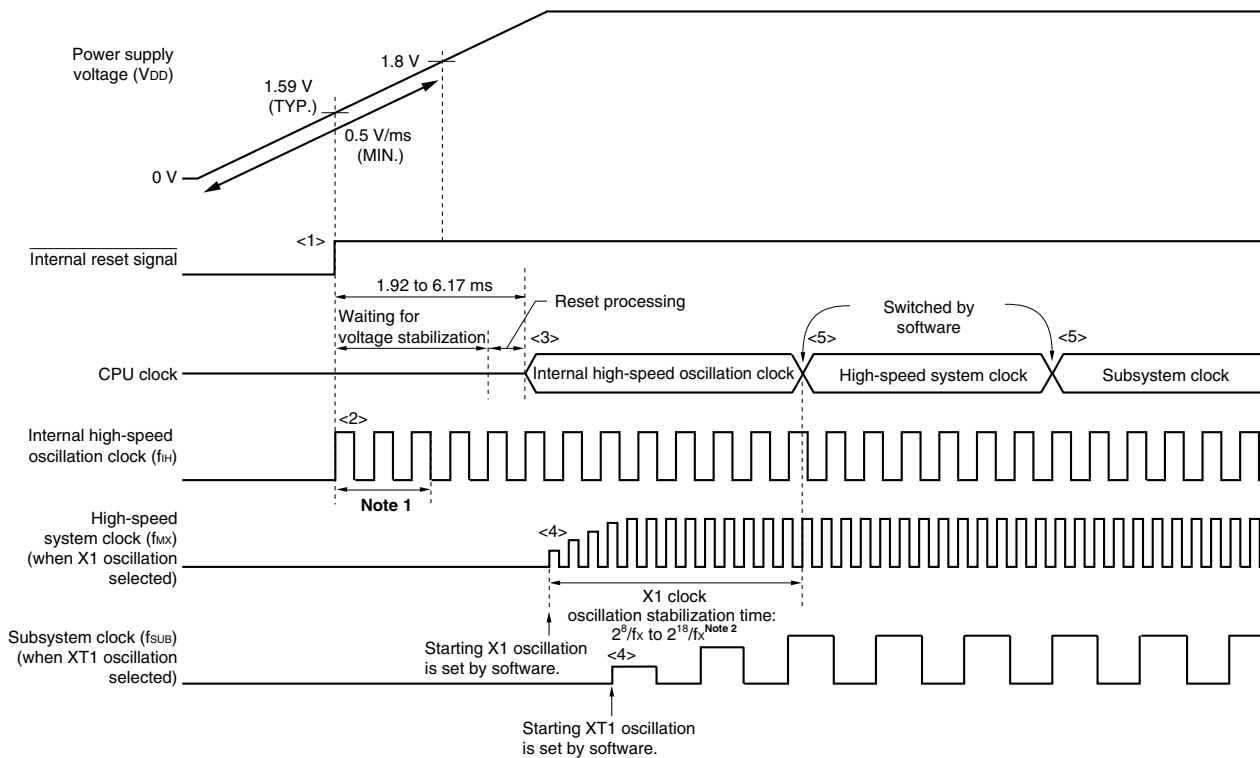 Power supply
voltage (VDD)
1.8 V
1.59 V
(TYP.)
0.5 V/ms
(MIN.)
0 V
<1>
Internal reset signal
1.92 to 6.17 ms
Reset processing
Waiting for
voltage stabilization
Switched by
software
<3>
<5>
<5>
CPU clock
Internal high-speed oscillation clock
High-speed system clock
Subsystem clock
<2>
Internal high-speed
oscillation clock (fIH)
Note 1
High-speed
system clock (fMX)
(when X1 oscillation
selected)
<4>
X1 clock
oscillation stabilization time:
2^8/fX to 2^18/fX Note 2
Starting X1 oscillation
is set by software.
Subsystem clock (fSUB)
(when XT1 oscillation
selected)
<4>
Starting XT1 oscillation
is set by software.